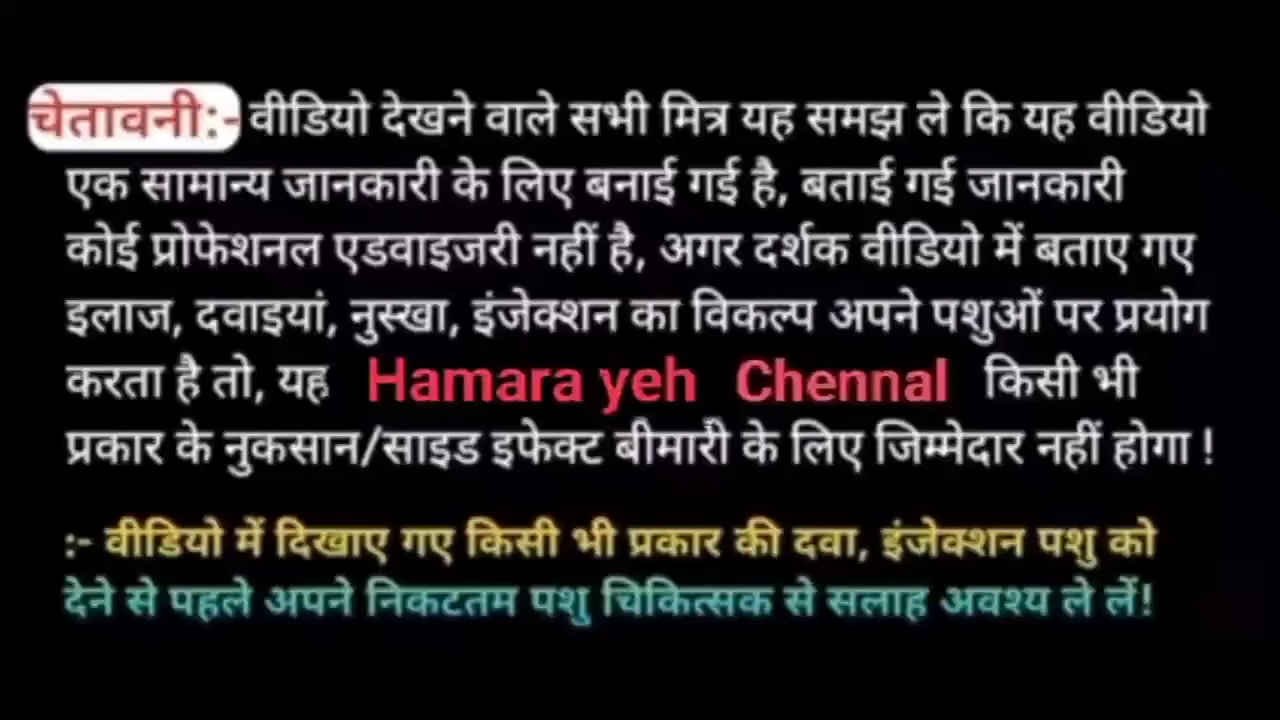 चेतावनी:- वीडियो देखने वाले सभी मित्र यह समझ ले कि यह वीडियो
एक सामान्य जानकारी के लिए बनाई गई है, बताई गई जानकारी
कोई प्रोफेशनल एडवाइजरी नहीं है, अगर दर्शक वीडियो में बताए गए
इलाज, दवाइयां, नुस्खा, इंजेक्शन का विकल्प अपने पशुओं पर प्रयोग
करता है तो, यह Hamara yeh Chennal किसी भी
प्रकार के नुकसान/साइड इफेक्ट बीमारी के लिए जिम्मेदार नहीं होगा !
:- वीडियो में दिखाए गए किसी भी प्रकार की दवा, इंजेक्शन पशु को
देने से पहले अपने निकटतम पशु चिकित्सक से सलाह अवश्य ले लें!